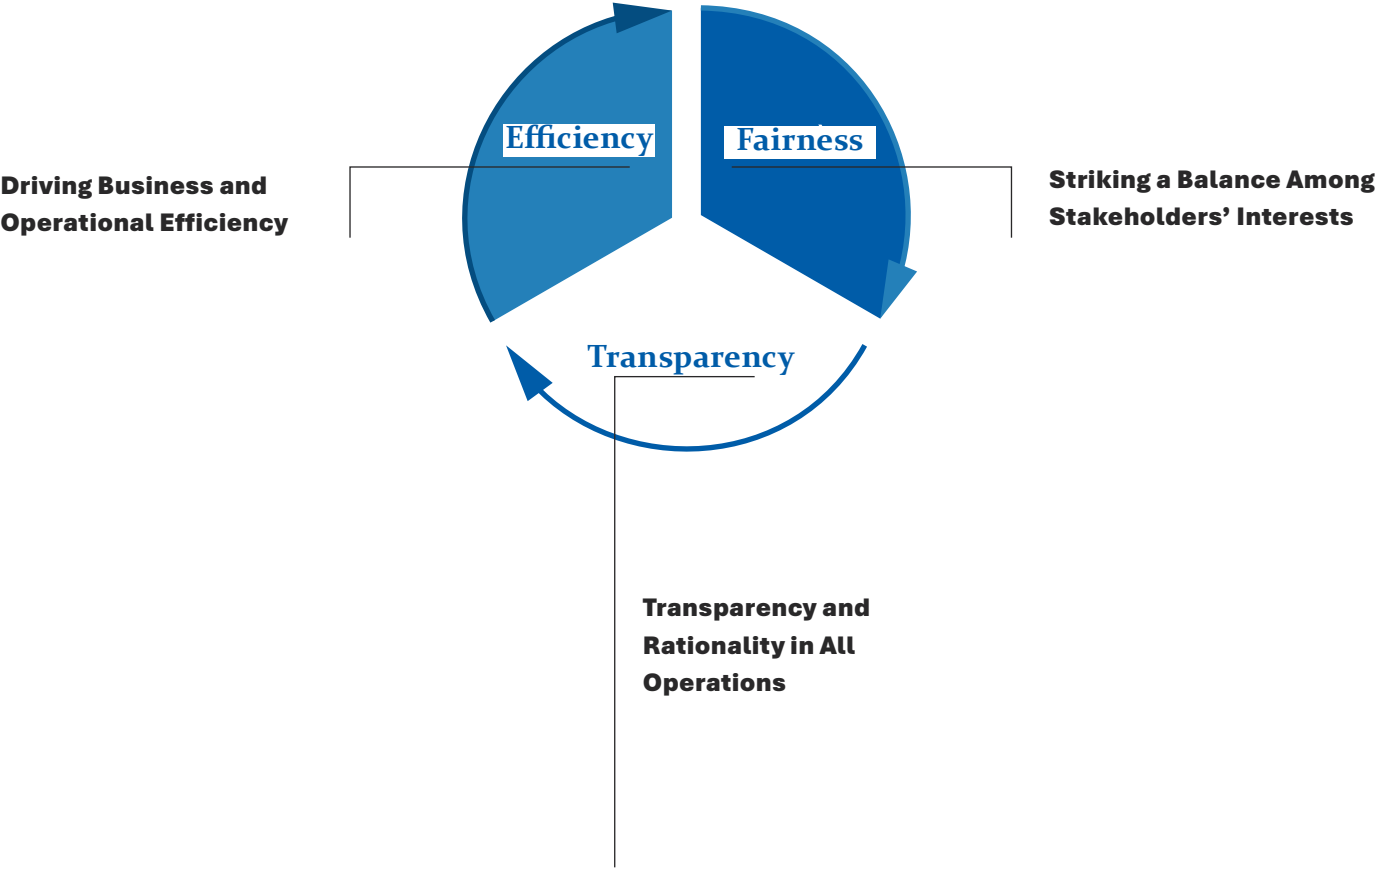 Efficiency
Fairness
Driving Business and
Operational Efficiency
Striking a Balance Among
Stakeholders’ Interests
Transparency
Transparency and
Rationality in All
Operations